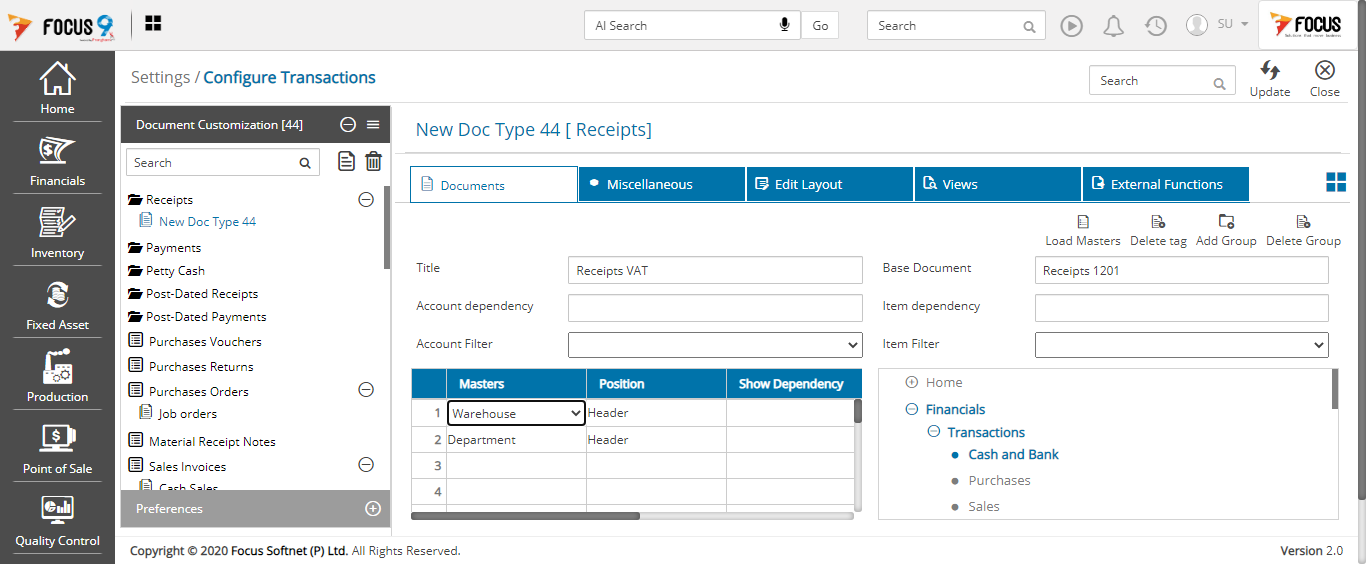 FOCUS 9
AI Search
Go
Search
SU
FOCUS
Home
Financials
Inventory
Fixed Asset
Production
Point of Sale
Quality Control
Settings / Configure Transactions
Search
Update
Close
Document Customization [44]
Search
Receipts
New Doc Type 44
Payments
Petty Cash
Post-Dated Receipts
Post-Dated Payments
Purchases Vouchers
Purchases Returns
Purchases Orders
Job orders
Material Receipt Notes
Sales Invoices
Cash Sales
Preferences
New Doc Type 44 [ Receipts]
Documents
Miscellaneous
Edit Layout
Views
External Functions
Load Masters
Delete tag
Add Group
Delete Group
Title
Receipts VAT
Base Document
Receipts 1201
Account dependency
Item dependency
Account Filter
Item Filter
Masters Position Show Dependency
1 Warehouse Header
2 Department Header
3
4
Home
Financials
Transactions
Cash and Bank
Purchases
Sales
Copyright © 2020 Focus Softnet (P) Ltd. All Rights Reserved.
Version 2.0